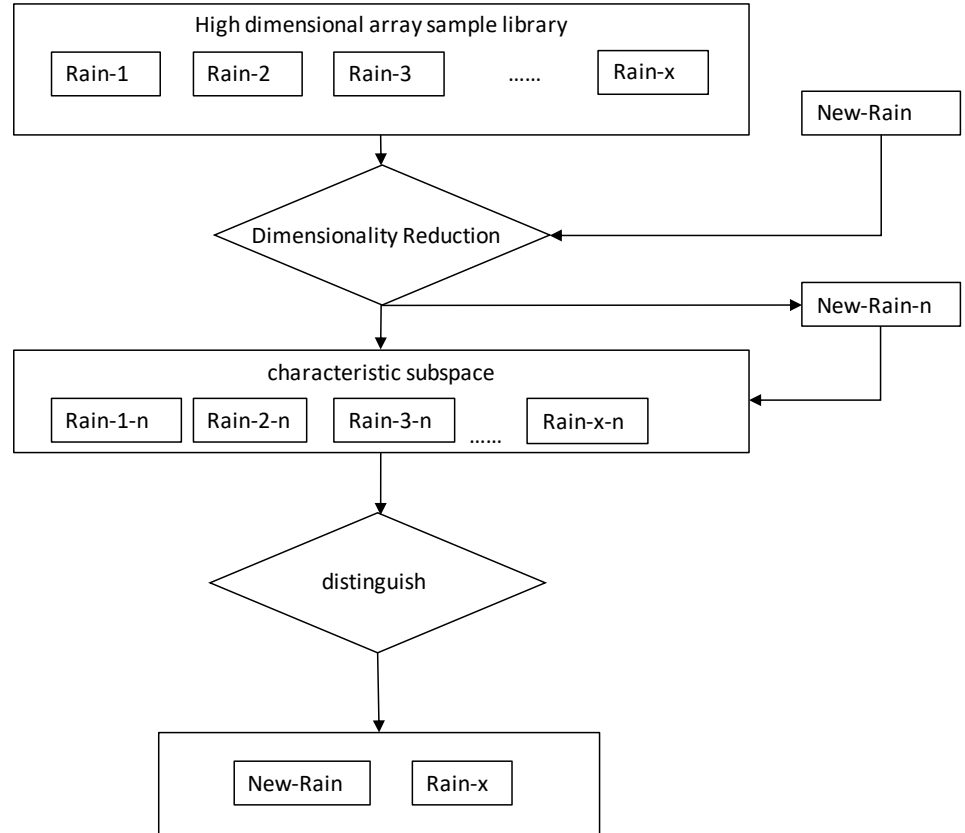 High dimensional array sample library
Rain-1 Rain-2 Rain-3 ...... Rain-x
New-Rain
Dimensionality Reduction
New-Rain-n
characteristic subspace
Rain-1-n Rain-2-n Rain-3-n ...... Rain-x-n
distinguish
New-Rain Rain-x